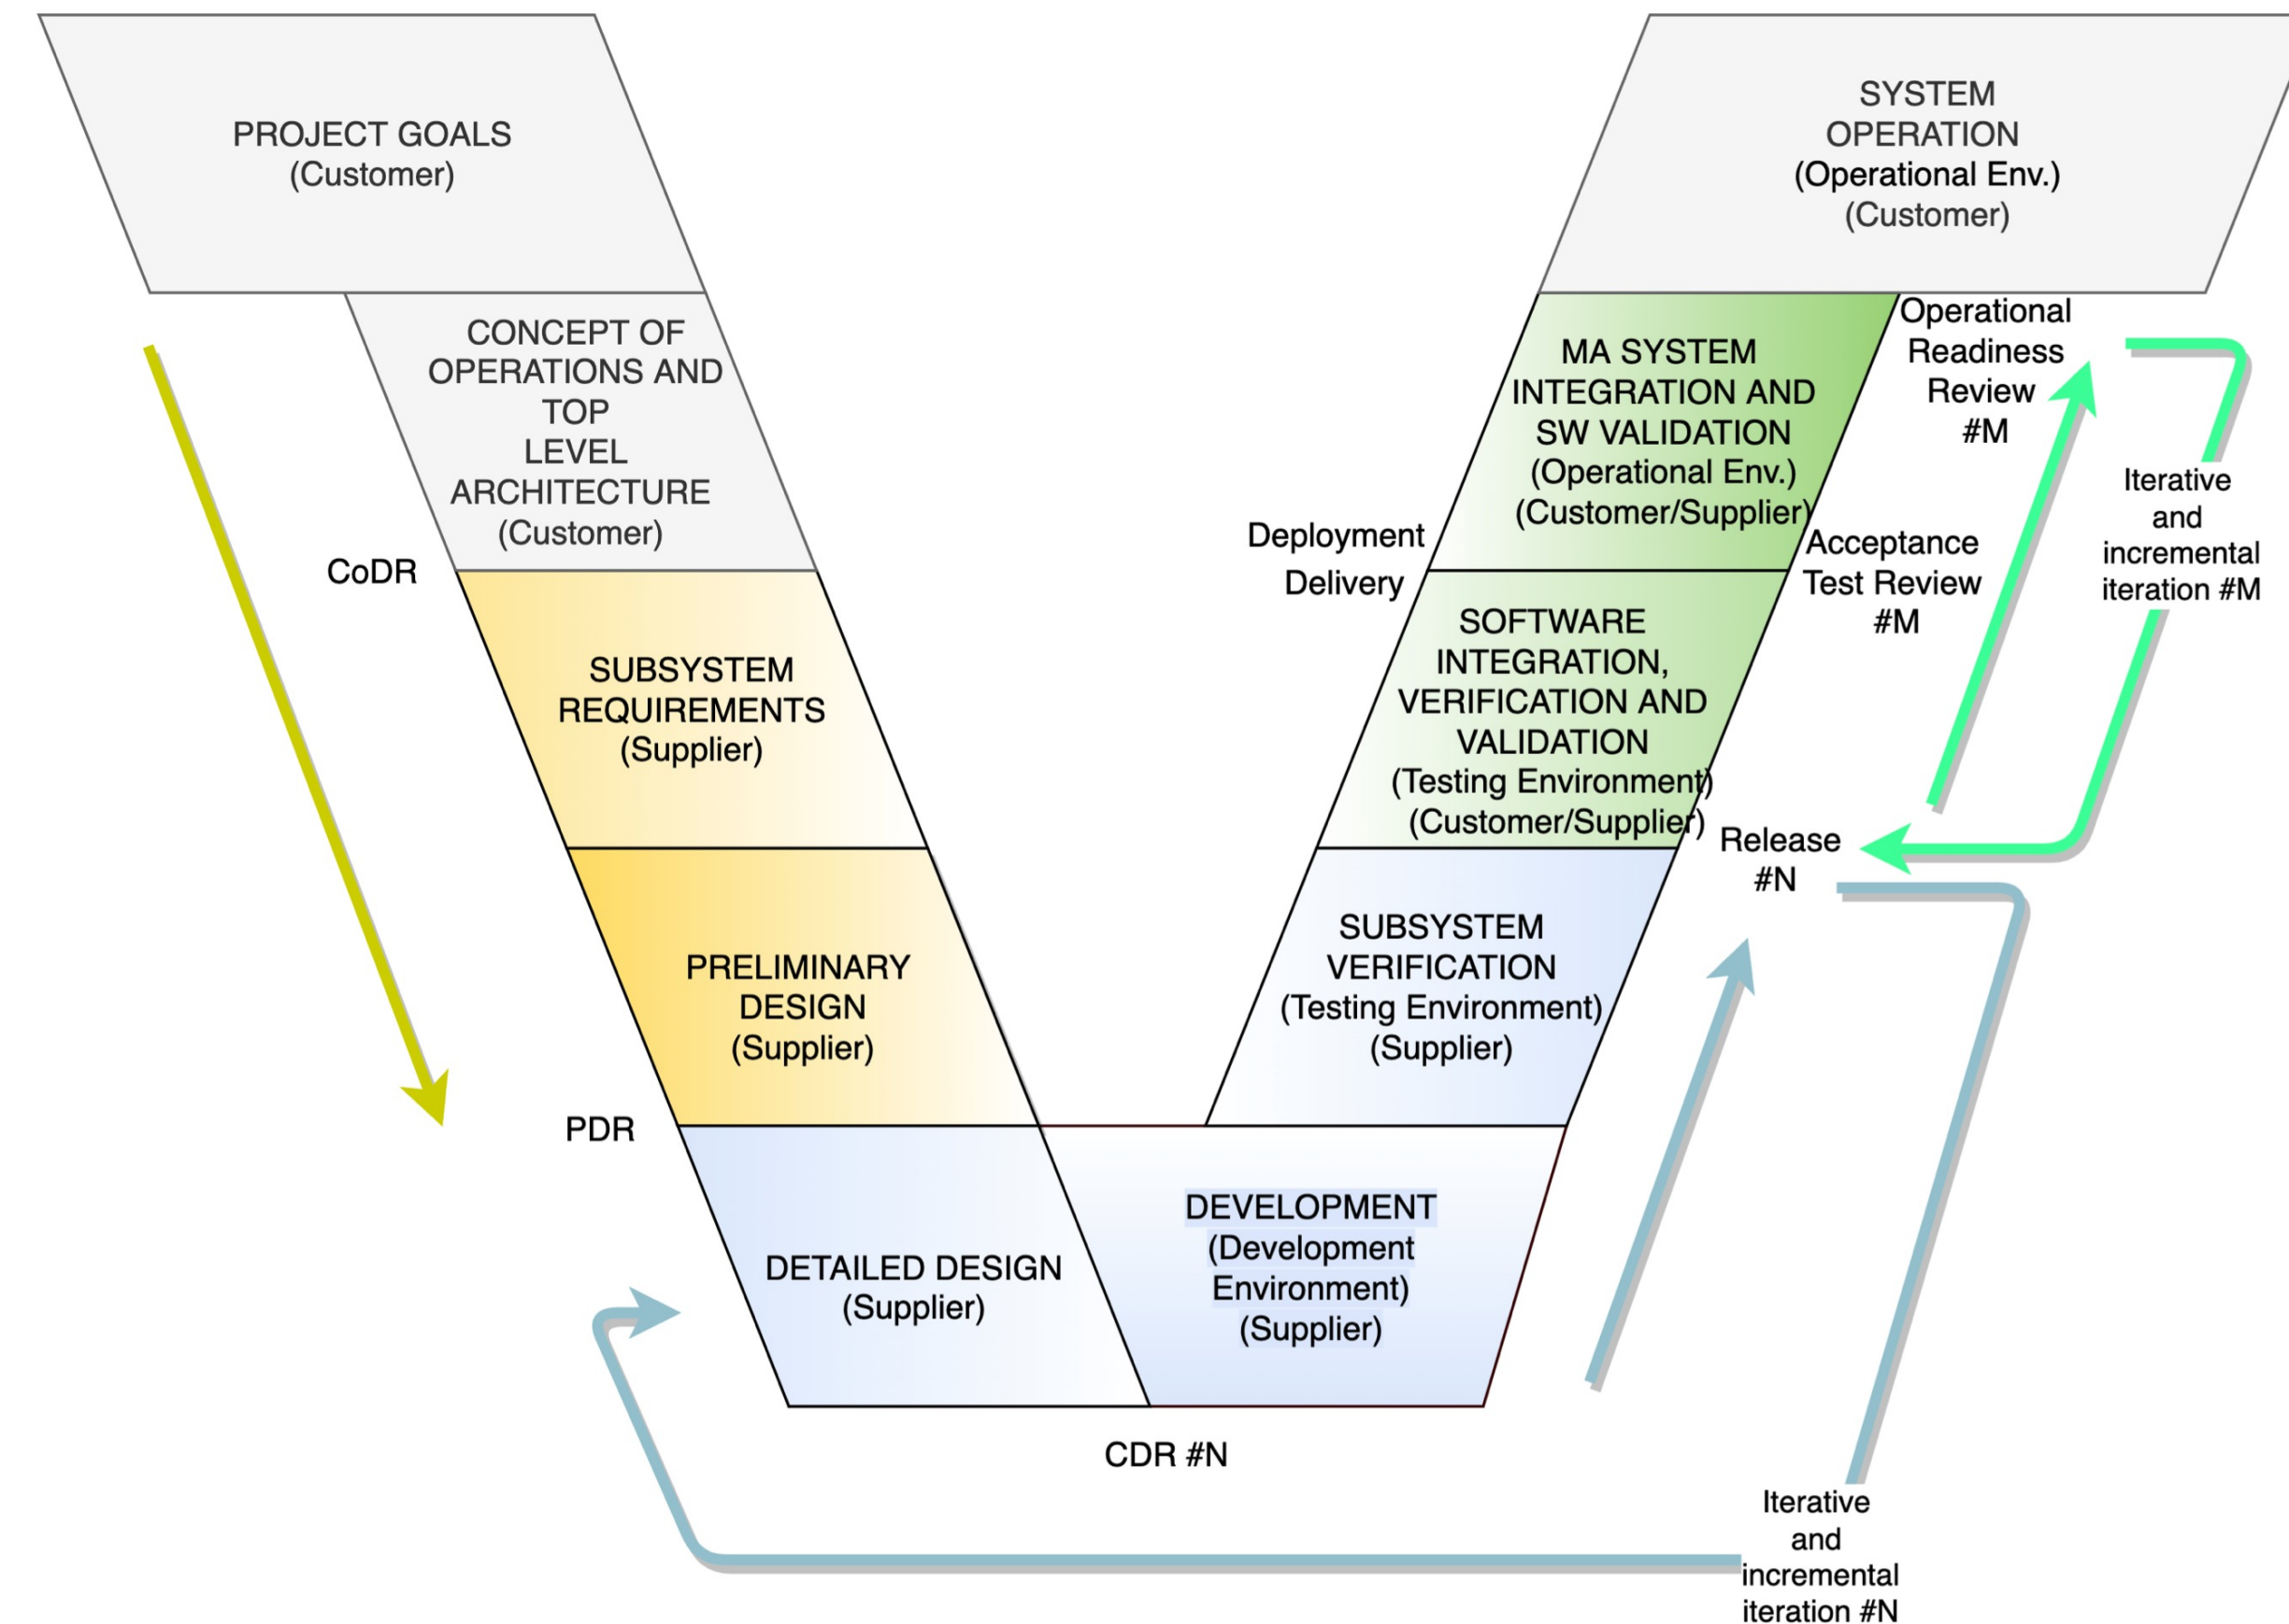 PROJECT GOALS
(Customer)
SYSTEM
OPERATION
(Operational Env.)
(Customer)
CONCEPT OF
OPERATIONS AND
TOP
LEVEL
ARCHITECTURE
(Customer)
MA SYSTEM
INTEGRATION AND
SW VALIDATION
(Operational Env.)
(Customer/Supplier)
Operational
Readiness
Review
#M
Iterative
and
incremental
iteration #M
CoDR
Deployment
Delivery
Acceptance
Test Review
#M
SUBSYSTEM
REQUIREMENTS
(Supplier)
SOFTWARE
INTEGRATION,
VERIFICATION AND
VALIDATION
(Testing Environment)
(Customer/Supplier)
Release
#N
PRELIMINARY
DESIGN
(Supplier)
SUBSYSTEM
VERIFICATION
(Testing Environment)
(Supplier)
PDR
DETAILED DESIGN
(Supplier)
DEVELOPMENT
(Development
Environment)
(Supplier)
CDR #N
Iterative
and
incremental
iteration #N